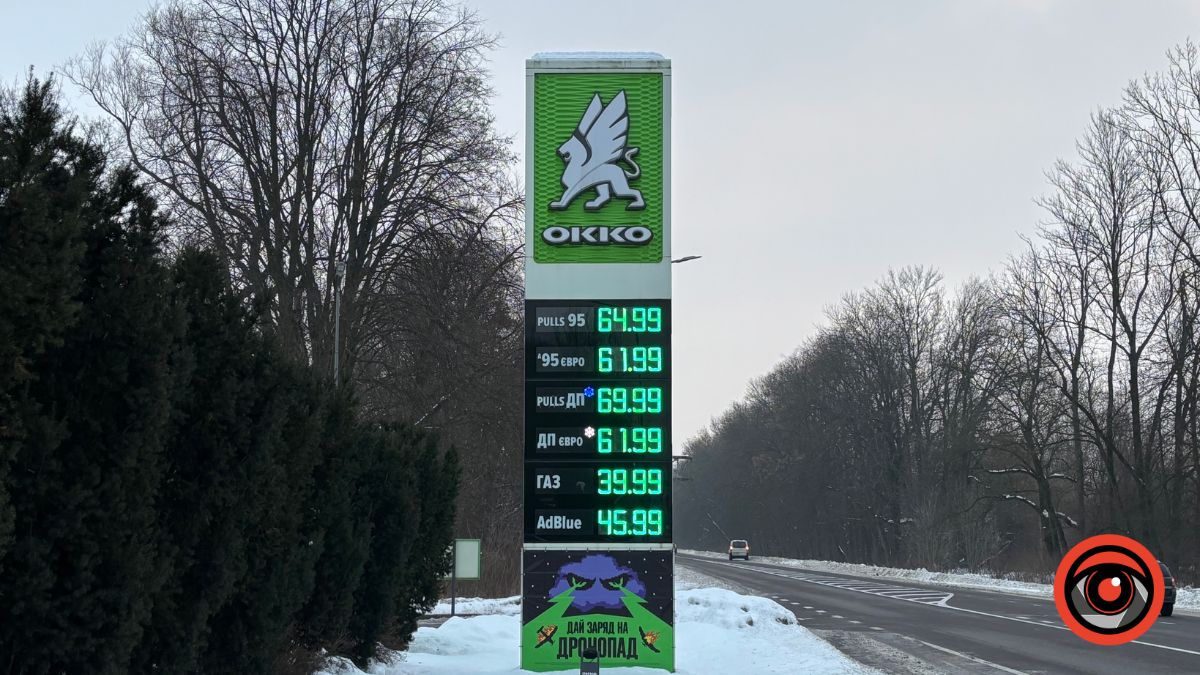 OKKO
PULLS 95 64.99
'95 ЄВРО 61.99
PULLS ДП 69.99
ДП ЄВРО 61.99
ГАЗ 39.99
AdBlue 45.99
ДАЙ ЗАРЯД НА
ДРОНОПАД